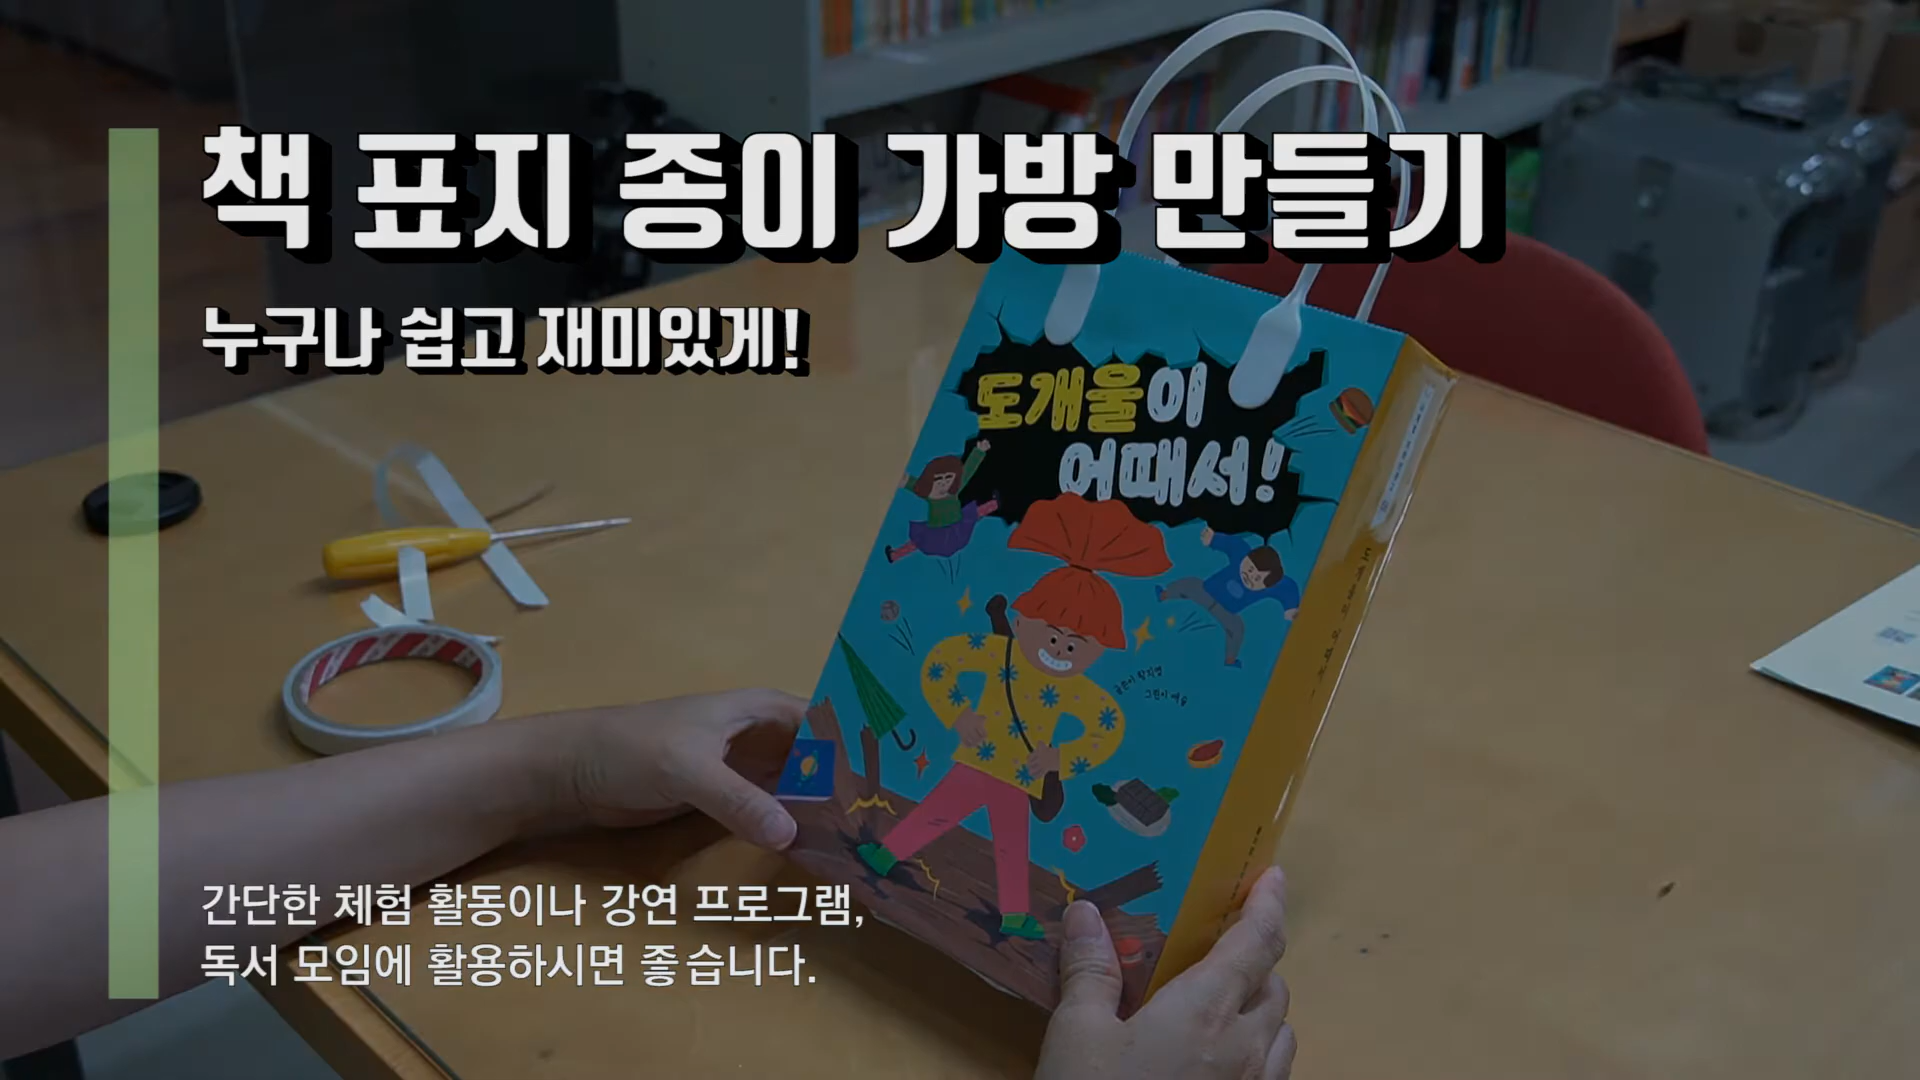 책 표지 종이 가방 만들기
누구나 쉽고 재미있게!
도개울이
어때서!
간단한 체험 활동이나 강연 프로그램,
독서 모임에 활용하시면 좋습니다.